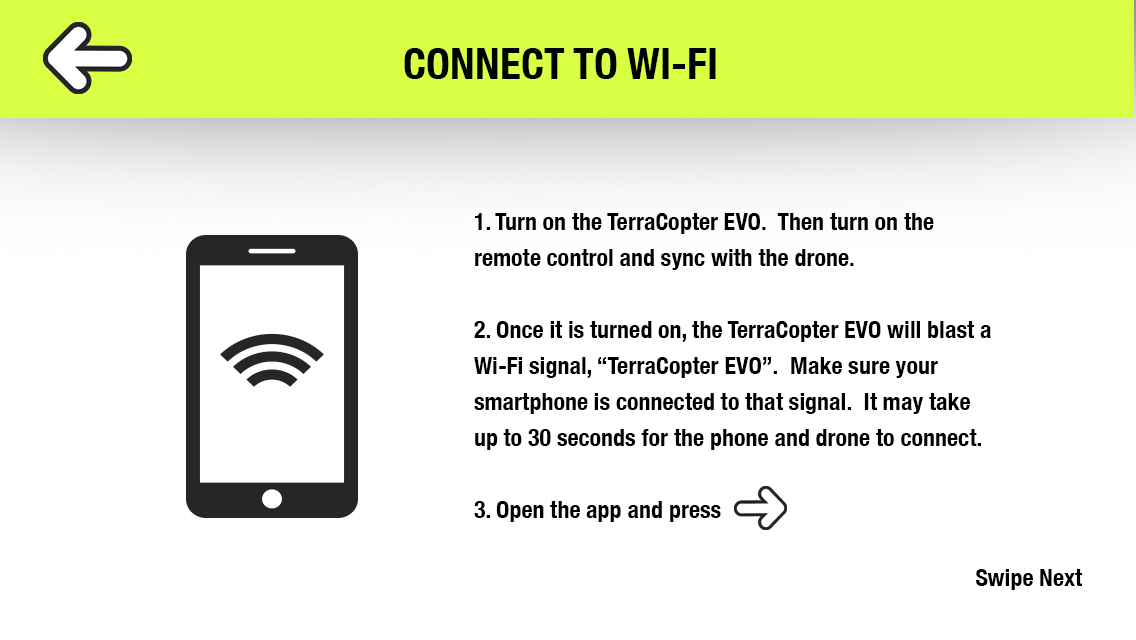 CONNECT TO WI-FI
1. Turn on the TerraCopter EVO.  Then turn on the
remote control and sync with the drone.
2. Once it is turned on, the TerraCopter EVO will blast a
Wi-Fi signal, “TerraCopter EVO”.  Make sure your
smartphone is connected to that signal.  It may take
up to 30 seconds for the phone and drone to connect.
3. Open the app and press
Swipe Next